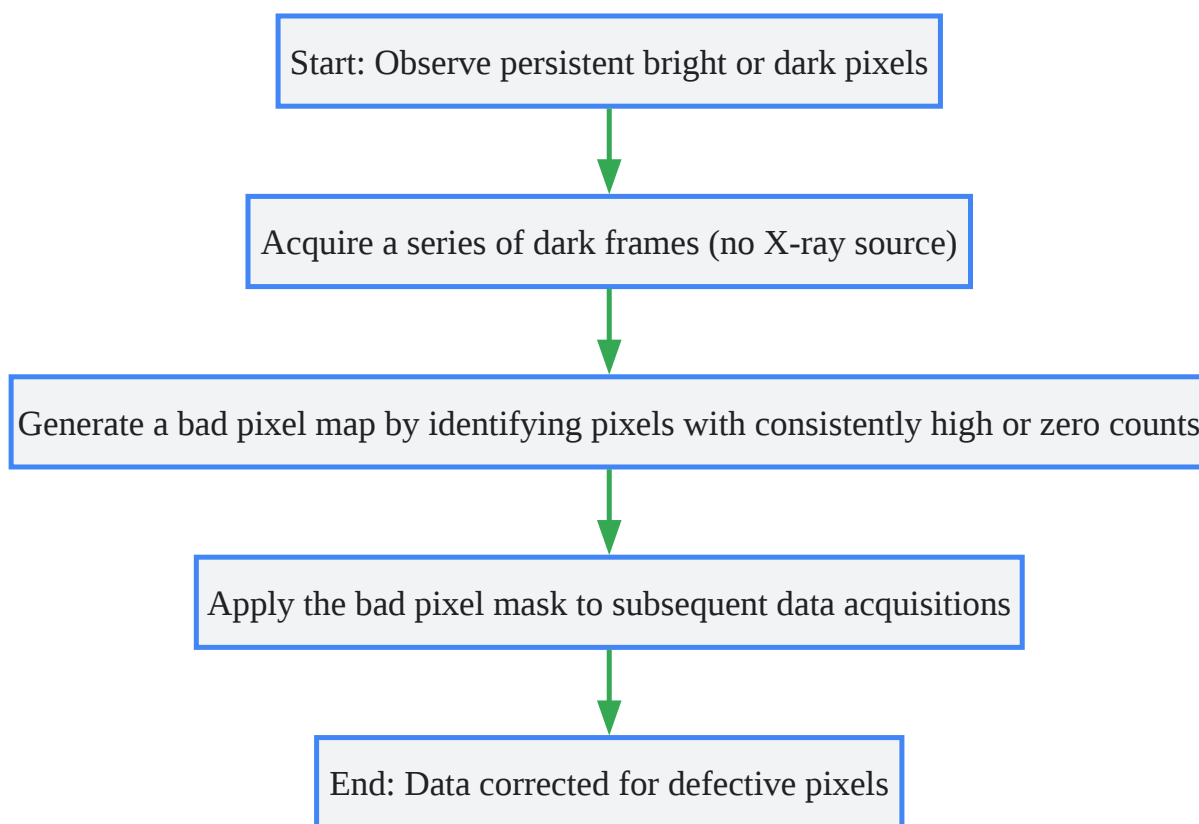 Start: Observe persistent bright or dark pixels
Acquire a series of dark frames (no X-ray source)
Generate a bad pixel map by identifying pixels with consistently high or zero counts
Apply the bad pixel mask to subsequent data acquisitions
End: Data corrected for defective pixels